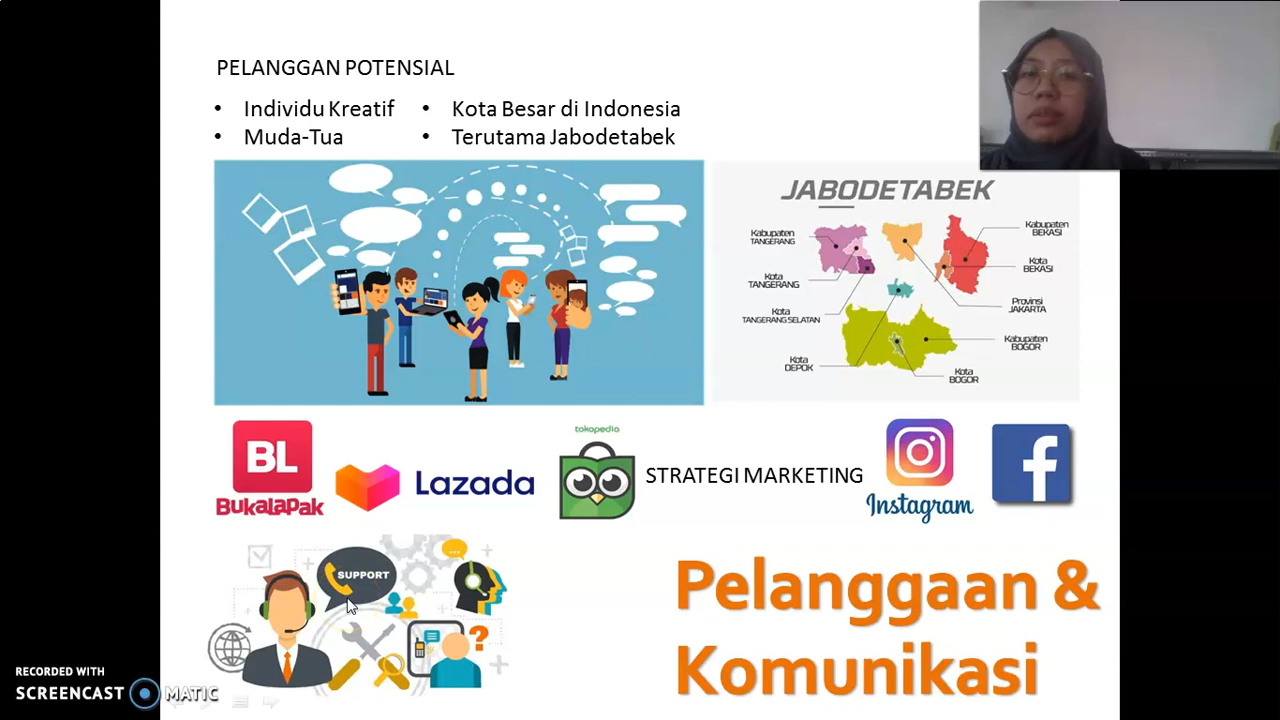 PELANGGAN POTENSIAL
• Individu Kreatif
• Muda-Tua
• Kota Besar di Indonesia
• Terutama Jabodetabek
JABODETABEK
Kabupaten
TANGERANG
Kota
TANGERANG
Kota
TANGERANG SELATAN
Kota
DEPOK
Kabupaten
BEKASI
Kota
BEKASI
Provinsi
JAKARTA
Kabupaten
BOGOR
Kota
BOGOR
BL
BukaLapak
Lazada
tokopedia
STRATEGI MARKETING
Instagram
f
SUPPORT
?
Pelanggaan &
Komunikasi
RECORDED WITH
SCREENCAST MATIC